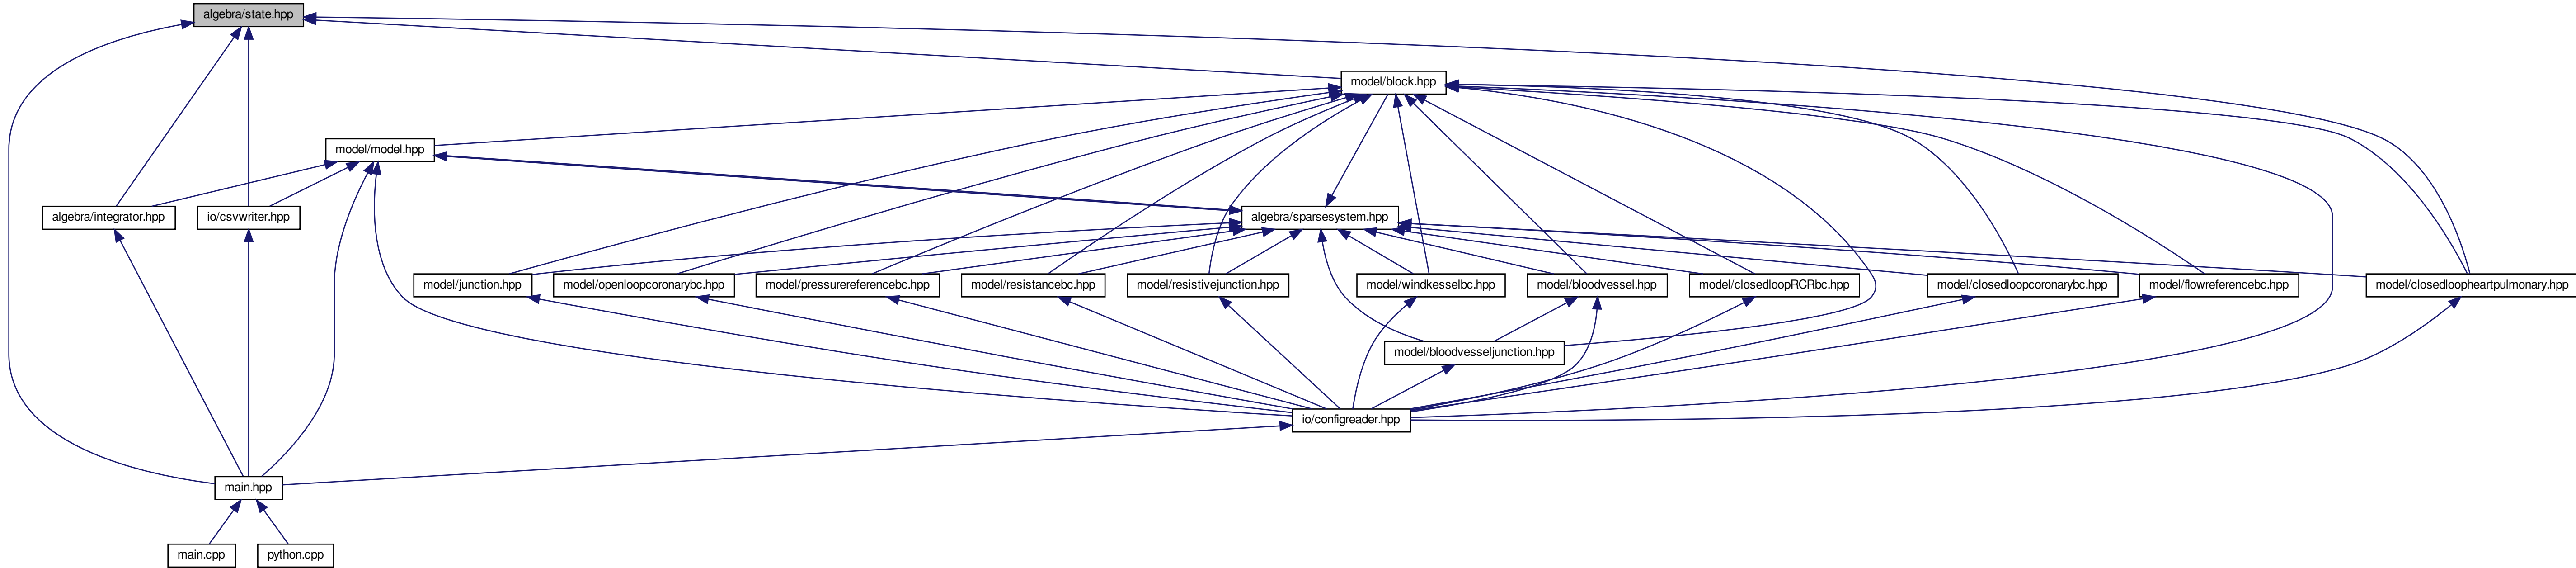 algebra/state.hpp
model/block.hpp
model/model.hpp
algebra/integrator.hpp
io/csvwriter.hpp
algebra/sparsesystem.hpp
model/junction.hpp
model/openloopcoronarybc.hpp
model/pressurereferencebc.hpp
model/resistancebc.hpp
model/resistivejunction.hpp
model/windkesselbc.hpp
model/bloodvessel.hpp
model/closedloopRCRbc.hpp
model/closedloopcoronarybc.hpp
model/flowreferencebc.hpp
model/closedloopheartpulmonary.hpp
model/bloodvesseljunction.hpp
io/configreader.hpp
main.hpp
main.cpp
python.cpp